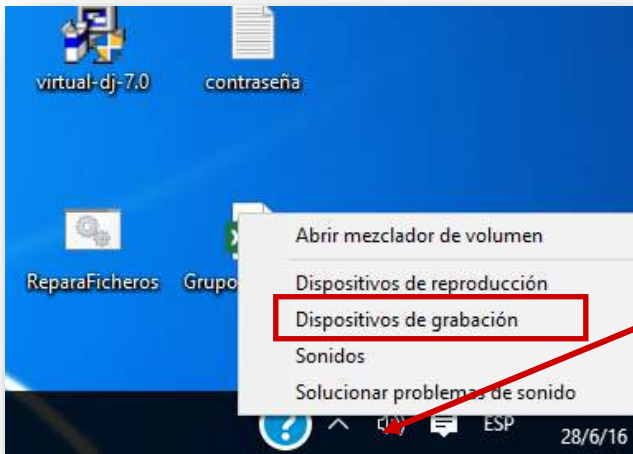 virtual-dj-7.0 contraseña
Abrir mezclador de volumen
ReparaFicheros Grupo Dispositivos de reproducción
Dispositivos de grabación
Sonidos
Solucionar problemas de sonido
? ESP
28/6/16